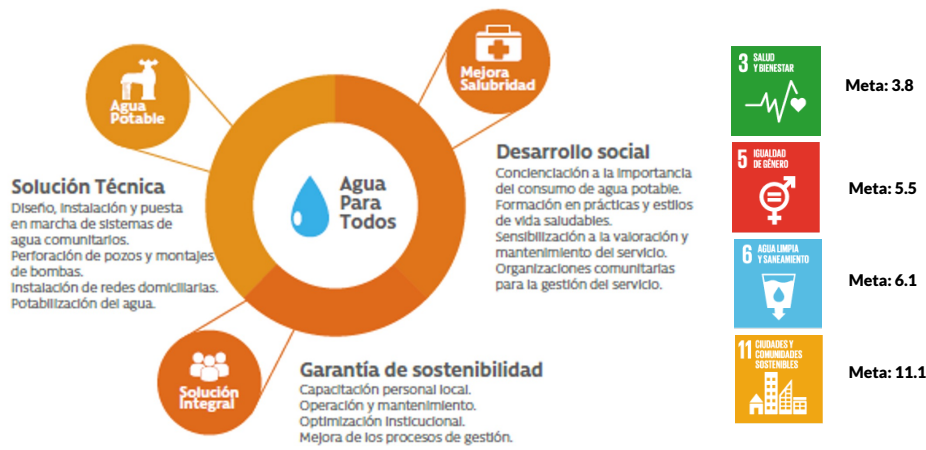 Agua
Potable
Mejora
Salubridad
Agua
Para
Todos
Solución Técnica
Diseño, instalación y puesta
en marcha de sistemas de
agua comunitarios.
Perforación de pozos y montajes
de bombas.
Instalación de redes domiciliarias.
Potabilización del agua.
Desarrollo social
Concienciación a la importancia
del consumo de agua potable.
Formación en prácticas y estilos
de vida saludables.
Sensibilización a la valoración y
mantenimiento del servicio.
Organizaciones comunitarias
para la gestión del servicio.
Solución
Integral
Garantía de sostenibilidad
Capacitación personal local.
Operación y mantenimiento.
Optimización insticucional.
Mejora de los procesos de gestión.
3 SALUD
Y BIENESTAR
Meta: 3.8
5 IGUALDAD
DE GÉNERO
Meta: 5.5
6 AGUA LIMPIA
Y SANEAMIENTO
Meta: 6.1
11 CIUDADES Y
COMUNIDADES
SOSTENIBLES
Meta: 11.1